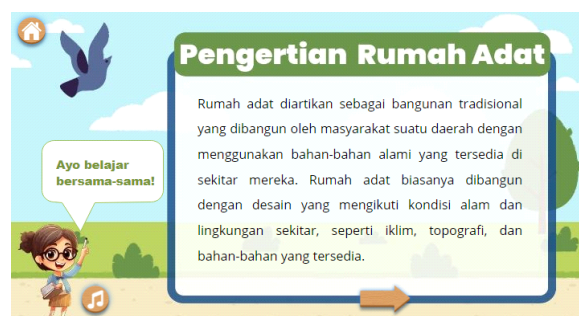 Pengertian Rumah Adat
Rumah adat diartikan sebagai bangunan tradisional
yang dibangun oleh masyarakat suatu daerah dengan
menggunakan bahan-bahan alami yang tersedia di
sekitar mereka. Rumah adat biasanya dibangun
dengan desain yang mengikuti kondisi alam dan
lingkungan sekitar, seperti iklim, topografi, dan
bahan-bahan yang tersedia.
Ayo belajar
bersama-sama!